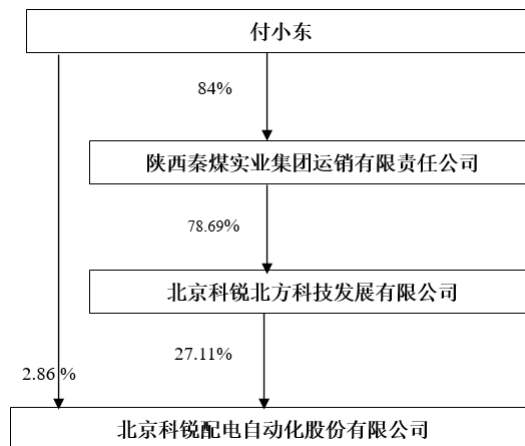 付小东
84%
陕西秦煤实业集团运销有限责任公司
78.69%
北京科锐北方科技发展有限公司
27.11%
2.86 %
北京科锐配电自动化股份有限公司